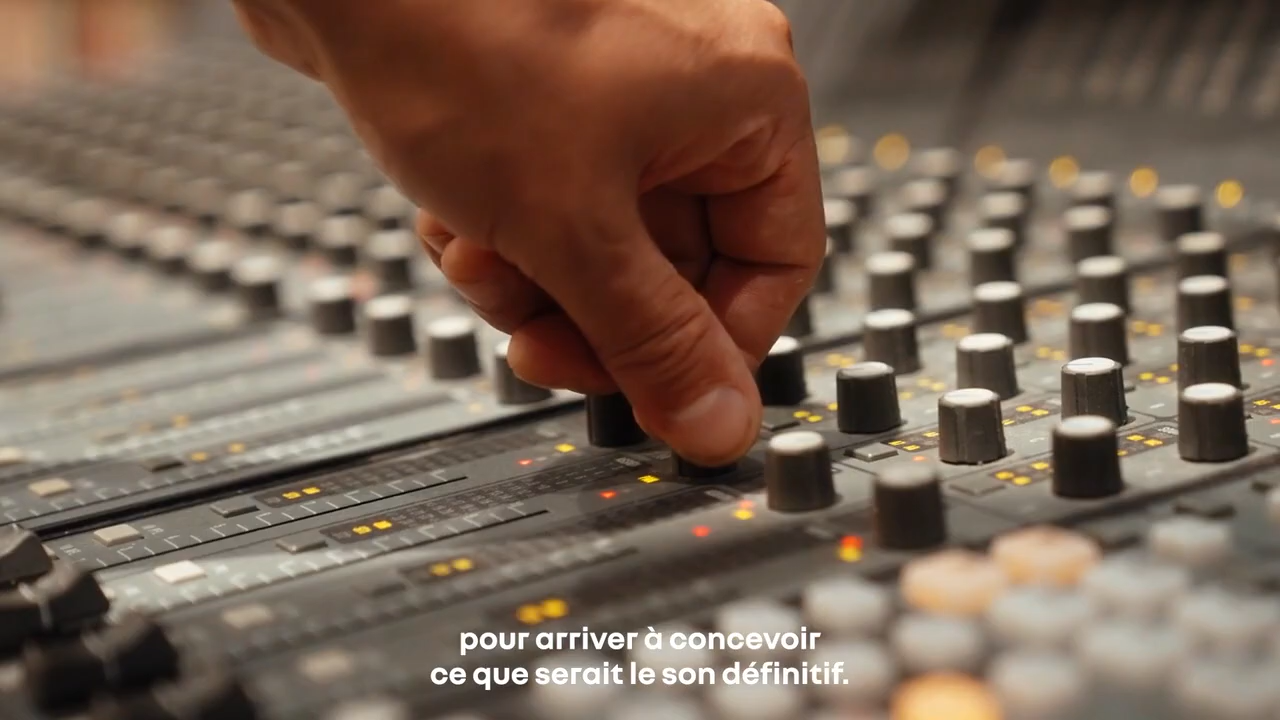 pour arriver à concevoir
ce que serait le son définitif.